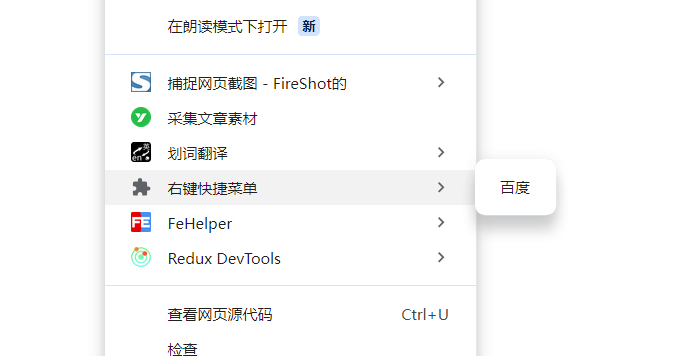 在朗读模式下打开 新
捕捉网页截图 - FireShot的
采集文章素材
划词翻译
右键快捷菜单
百度
FeHelper
Redux DevTools
查看网页源代码 Ctrl+U
检查